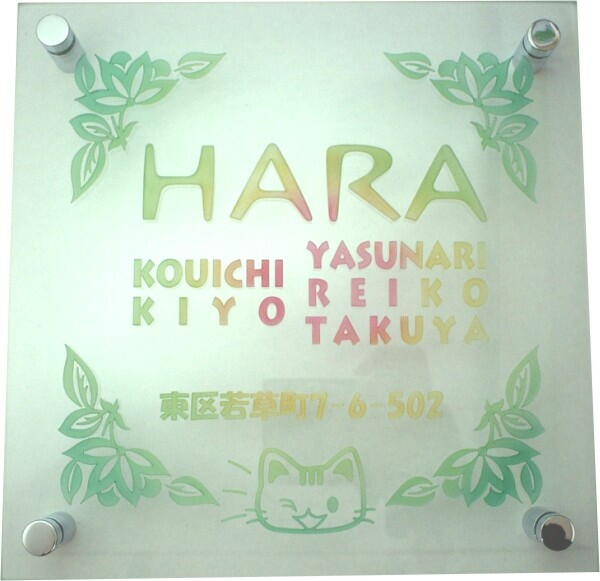 HARA
KOUICHI
KIYO
YASUNARI
REIKO
TAKUYA
東区若草町7-6-502